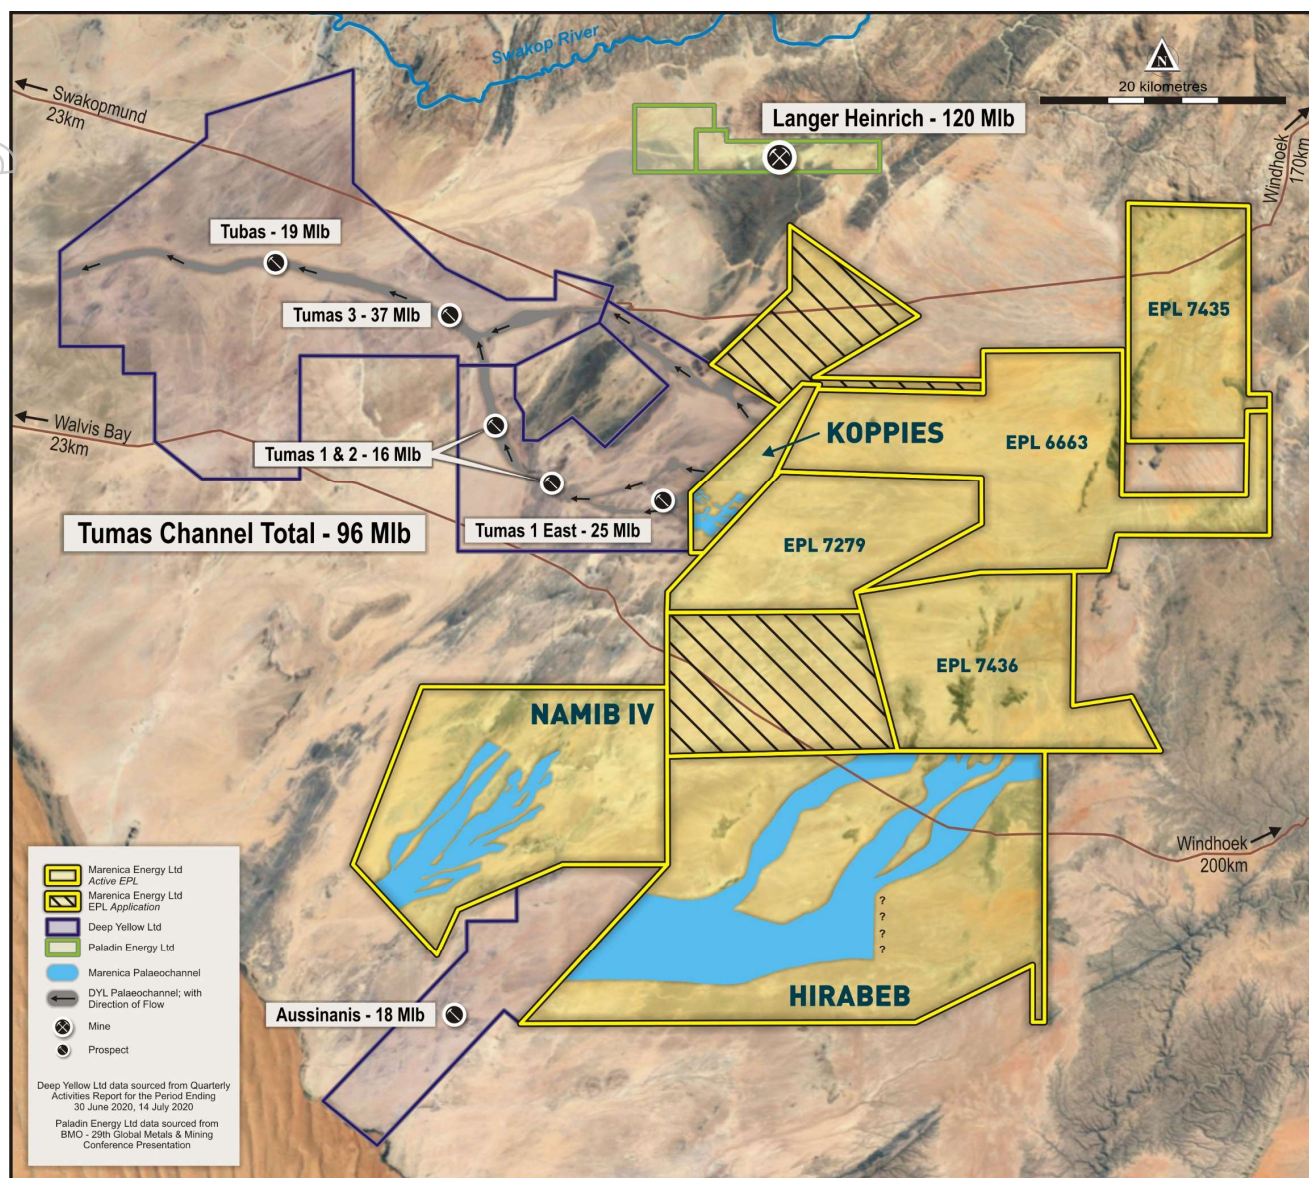 Swakop River
N
20 kilometres
Swakopmund
23km
Langer Heinrich - 120 Mlb
Windhoek
170km
Tubas - 19 Mlb
Tumas 3 - 37 Mlb
EPL 7435
Walvis Bay
23km
KOPPIES
EPL 6663
Tumas 1 & 2 - 16 Mlb
Tumas Channel Total - 96 Mlb
Tumas 1 East - 25 Mlb
EPL 7279
EPL 7436
NAMIB IV
Windhoek
200km
?
?
?
?
HIRABEB
Aussinanis - 18 Mlb
Marenica Energy Ltd
Active EPL
Marenica Energy Ltd
EPL Application
Deep Yellow Ltd
Paladin Energy Ltd
Marenica Palaeochannel
DYL Palaeochannel; with
Direction of Flow
Mine
Prospect
Deep Yellow Ltd data sourced from Quarterly
Activities Report for the Period Ending
30 June 2020, 14 July 2020
Paladin Energy Ltd data sourced from
BMO - 29th Global Metals & Mining
Conference Presentation